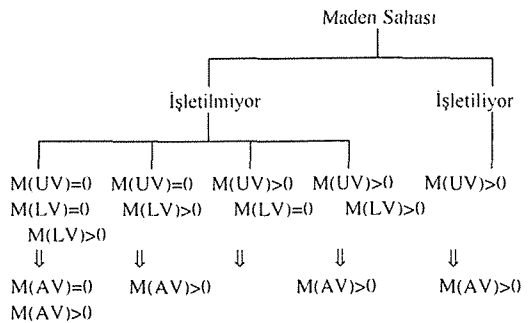 Maden Sahası
İşletilmiyor İşletiliyor
M(UV)=0 M(UV)=0 M(UV)>0 M(UV)>0 M(UV)>0
M(LV)=0 M(LV)>0 M(LV)=0 M(LV)>0
M(LV)>0
⇓ ⇓ ⇓ ⇓ ⇓
M(AV)=0 M(AV)>0 M(AV)>0 M(AV)>0
M(AV)>0